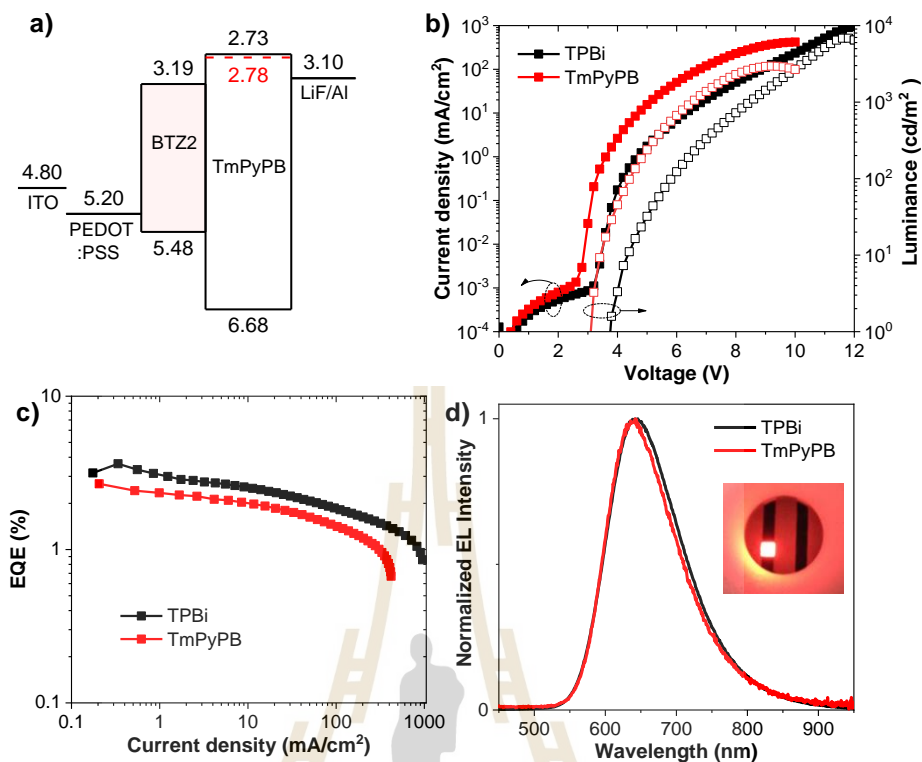 a)
2.73
2.78
3.19
3.10
LiF/Al
BTZ2
TmPyPB
4.80
ITO
5.20
PEDOT
:PSS
5.48
6.68
b)
TPBi
TmPyPB
Current density (mA/cm²)
10³
10²
10¹
10⁰
10⁻¹
10⁻²
10⁻³
10⁻⁴
0 2 4 6 8 10 12
Voltage (V)
10⁴
10³
10²
10¹
10⁰
Luminance (cd/m²)
c)
EQE (%)
10
1
0.1
TPBi
TmPyPB
0.1 1 10 100 1000
Current density (mA/cm²)
d)
Normalized EL Intensity
1
0
TPBi
TmPyPB
500 600 700 800 900
Wavelength (nm)